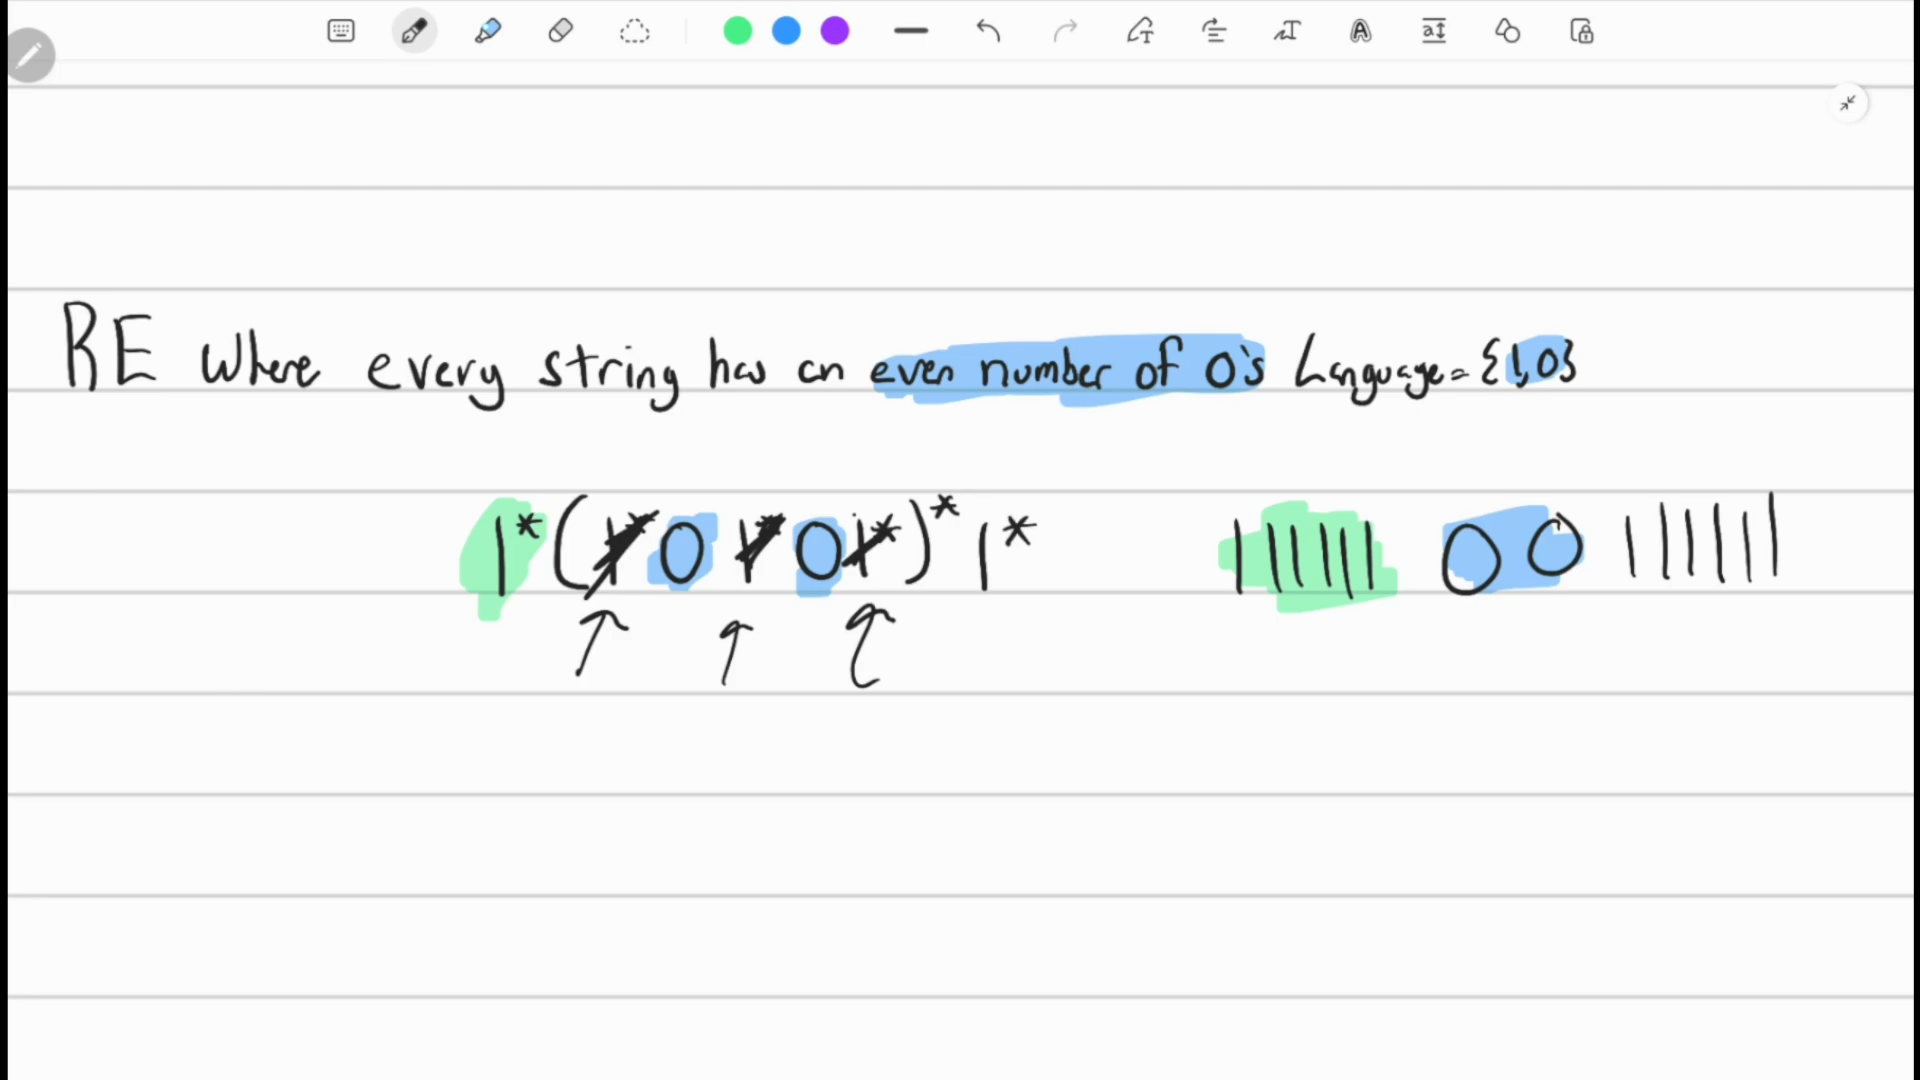 RE Where every string has an even number of 0's Language = {1,0}
1*(1*01*01*)*1* 1111111 00 1111111